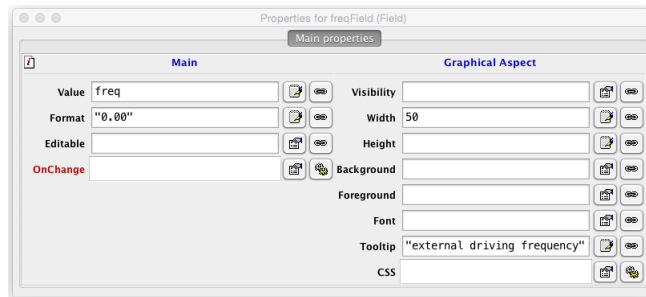 Properties for freqField (Field)
Main properties
Main
Graphical Aspect
Value freq
Visibility
Format "0.00"
Width 50
Editable
Height
OnChange
Background
Foreground
Font
Tooltip "external driving frequency"
CSS